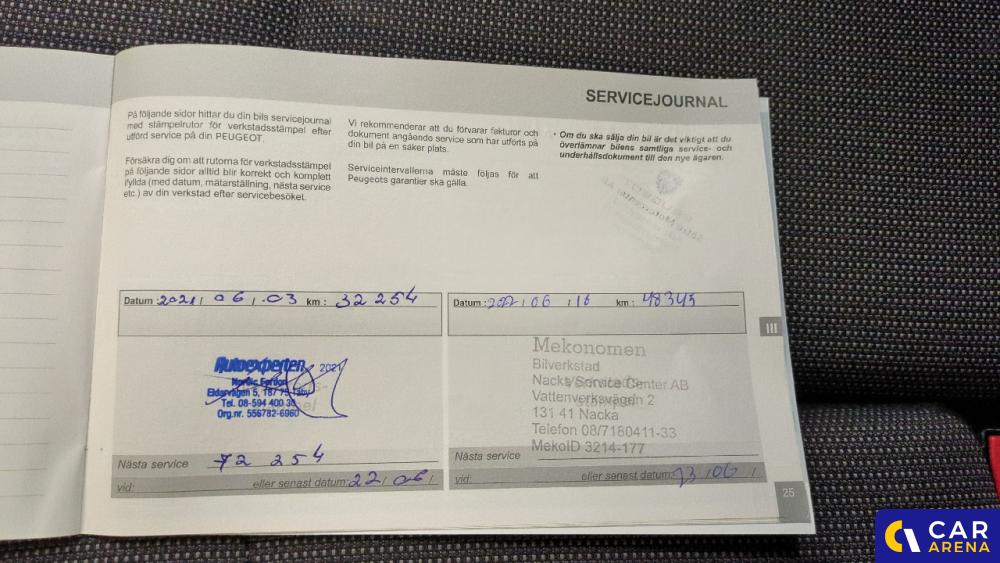 SERVICEJOURNAL
På följande sidor hittar du din bils servicejournal
med stämpelrutor för verkstadsstämpel efter
utförd service på din PEUGEOT.
Försäkra dig om att rutorna för verkstadsstämpel
på följande sidor alltid blir korrekt och komplett
ifyllda (med datum, mätarställning, nästa service
etc.) av din verkstad efter servicebesöket.
Vi rekommenderar att du förvarar fakturor och
dokument angående service som har utförts på
din bil på en säker plats.
Serviceintervallerna måste följas för att
Peugeots garantier ska gälla.
• Om du ska sälja din bil är det viktigt att du
överlämnar bilens samtliga service- och
underhållsdokument till den nye ägaren.
Datum : 2021 / 06 / 03 km : 32 254
Autoexperten 2021
Eldarvägen 5, 187 75 Täby
Tel. 08-594 400 30
Org.nr. 556782-6960
Nästa service 72 254
vid: eller senast datum: 22 / 06 /
Datum : 2022 / 06 / 16 km : 48345
Mekonomen
Bilverkstad
Nacka Service Center AB
Vattenverksvägen 2
131 41 Nacka
Telefon 08/7180411-33
MekoID 3214-177
Nästa service
vid: eller senast datum: 23 / 06 /
III
25
CAR
ARENA